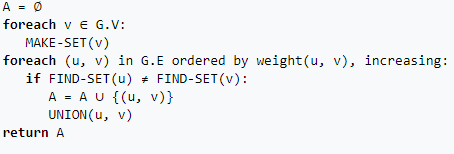 A = Ø
foreach v ∈ G.V:
   MAKE-SET(v)
foreach (u, v) in G.E ordered by weight(u, v), increasing:
   if FIND-SET(u) ≠ FIND-SET(v):
      A = A ∪ {(u, v)}
      UNION(u, v)
return A